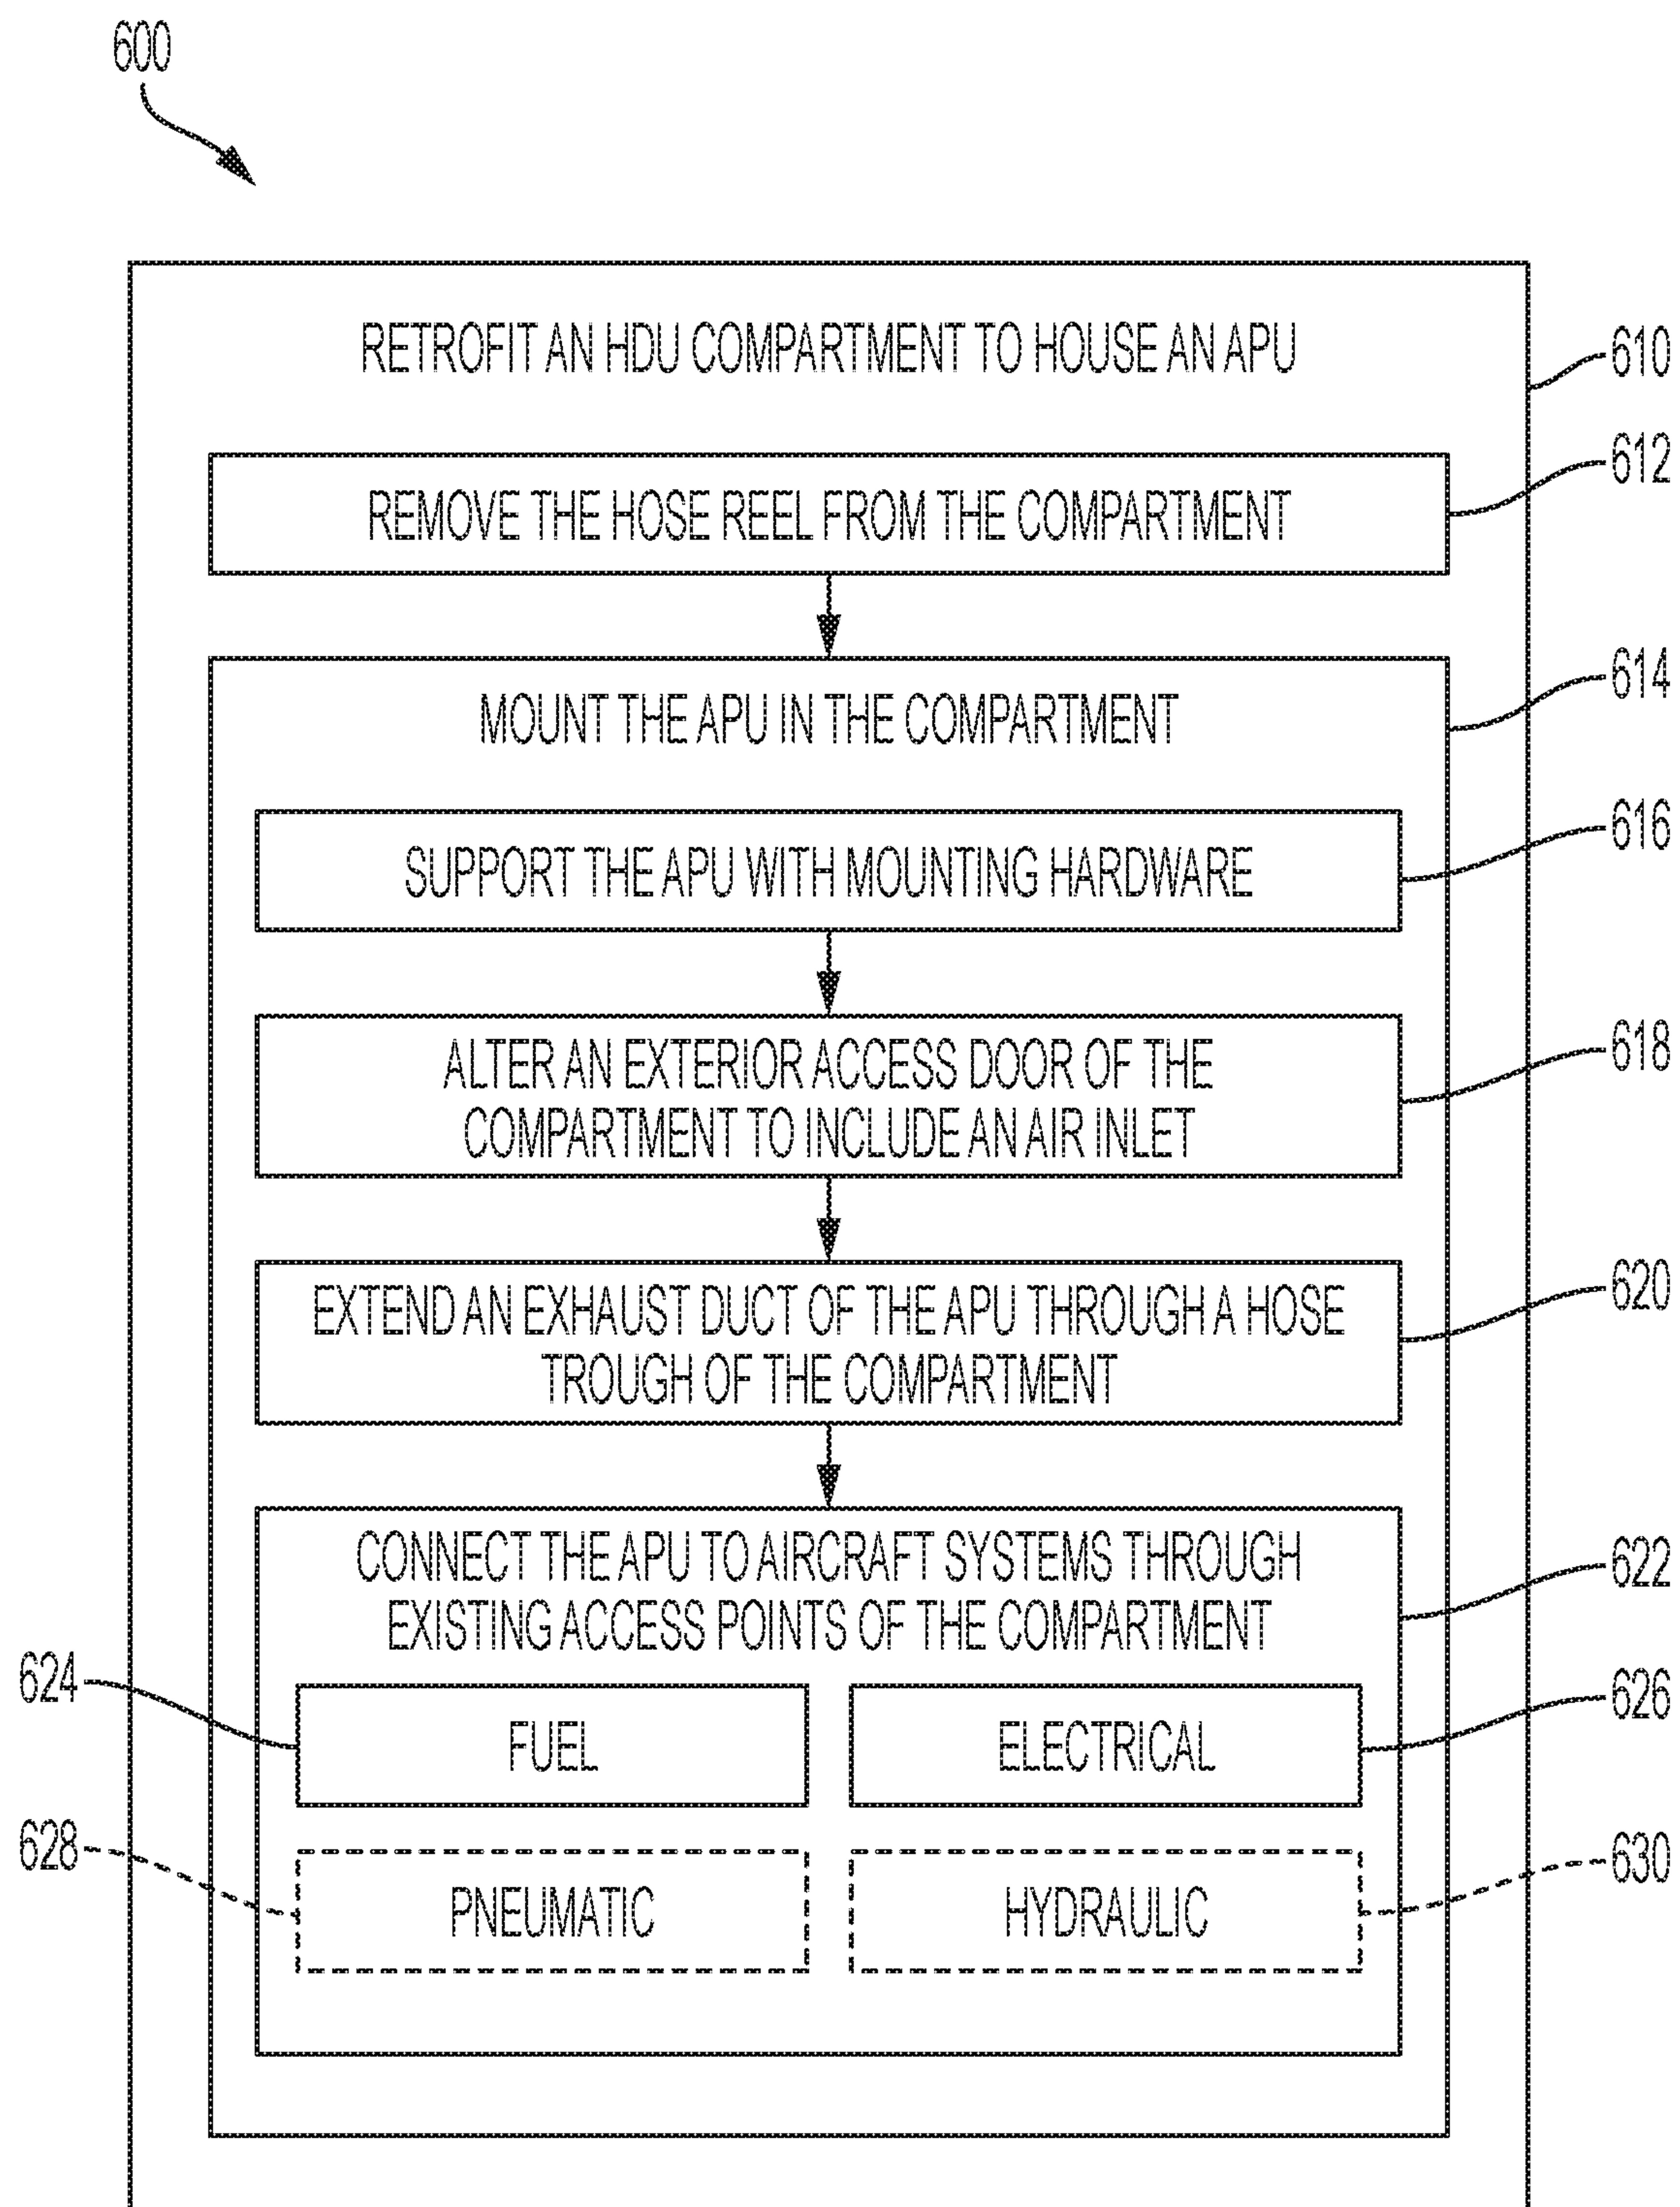 600
RETROFIT AN HDU COMPARTMENT TO HOUSE AN APU
610
REMOVE THE HOSE REEL FROM THE COMPARTMENT
612
MOUNT THE APU IN THE COMPARTMENT
614
SUPPORT THE APU WITH MOUNTING HARDWARE
616
ALTER AN EXTERIOR ACCESS DOOR OF THE
COMPARTMENT TO INCLUDE AN AIR INLET
618
EXTEND AN EXHAUST DUCT OF THE APU THROUGH A HOSE
TROUGH OF THE COMPARTMENT
620
CONNECT THE APU TO AIRCRAFT SYSTEMS THROUGH
EXISTING ACCESS POINTS OF THE COMPARTMENT
622
624
FUEL
ELECTRICAL
626
628
PNEUMATIC
HYDRAULIC
630